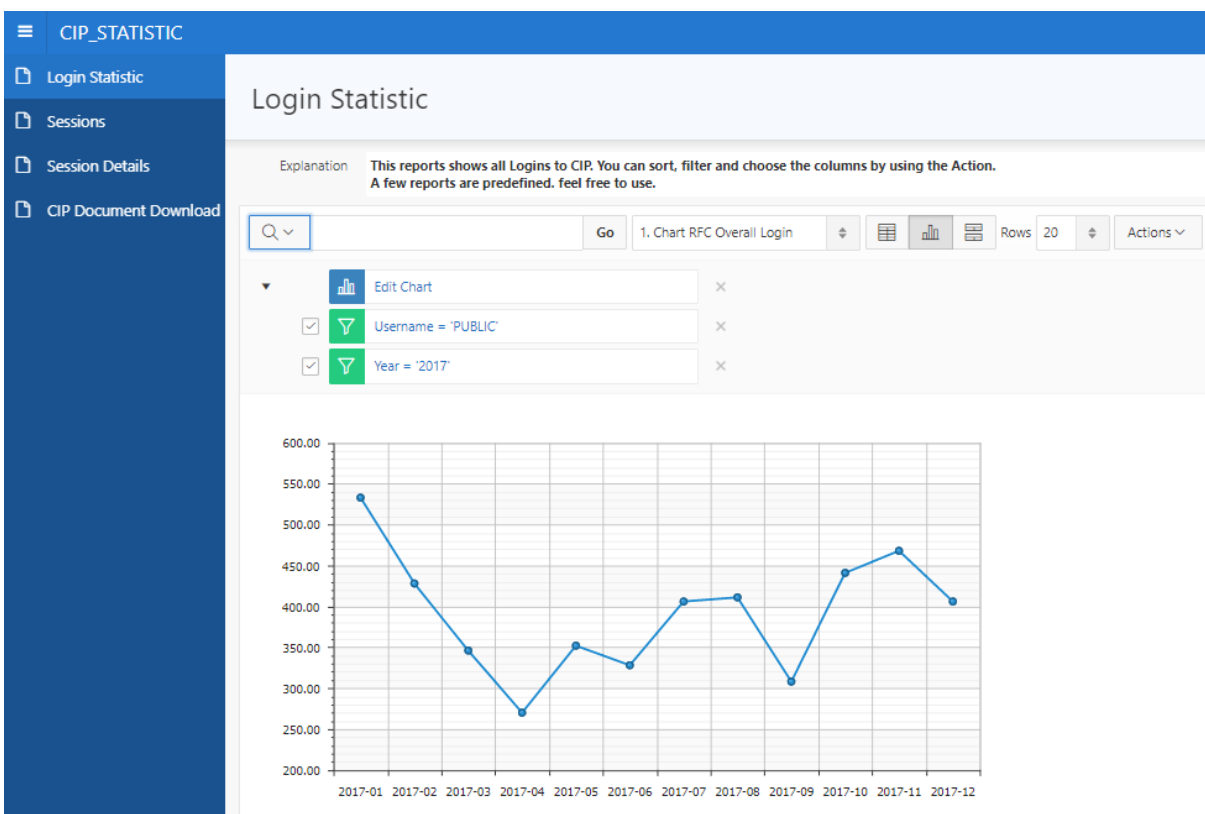 CIP_STATISTIC
Login Statistic
Sessions
Session Details
CIP Document Download
Login Statistic
Explanation This reports shows all Logins to CIP. You can sort, filter and choose the columns by using the Action.
A few reports are predefined. feel free to use.
Go 1. Chart RFC Overall Login Rows 20 Actions
Edit Chart
Username = 'PUBLIC'
Year = '2017'
600.00
550.00
500.00
450.00
400.00
350.00
300.00
250.00
200.00
2017-01 2017-02 2017-03 2017-04 2017-05 2017-06 2017-07 2017-08 2017-09 2017-10 2017-11 2017-12